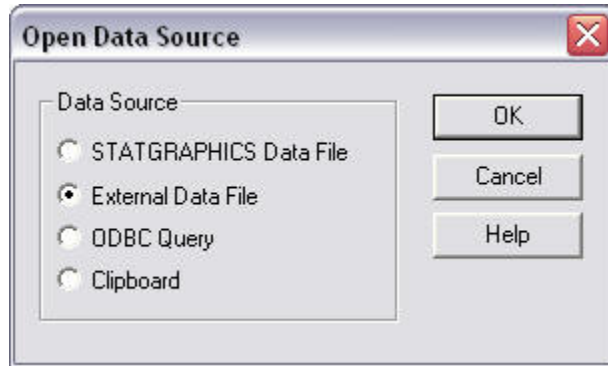 Open Data Source
Data Source
STATGRAPHICS Data File
External Data File
ODBC Query
Clipboard
OK
Cancel
Help